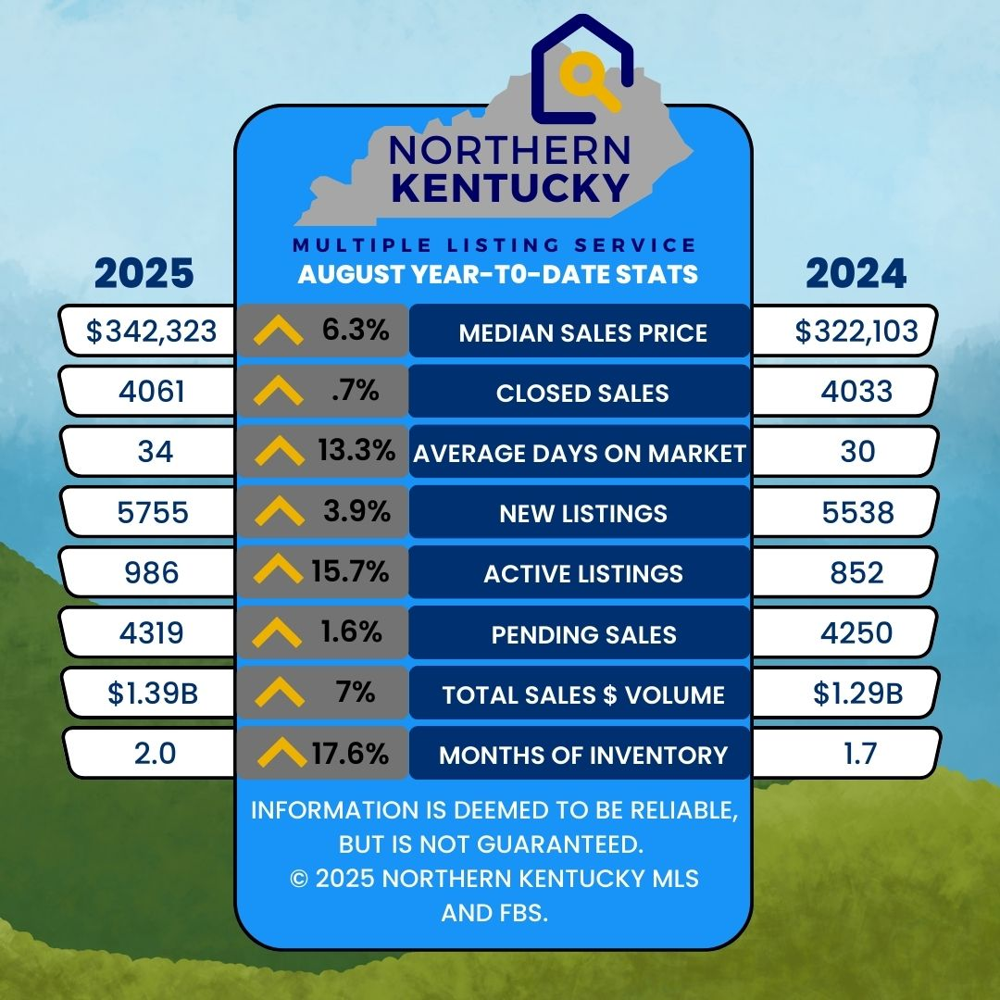 NORTHERN
KENTUCKY
MULTIPLE LISTING SERVICE
AUGUST YEAR-T0-DATE STATS
2025
2024
$342,323 6.3% MEDIAN SALES PRICE $322,103
4061 .7% CLOSED SALES 4033
34 13.3% AVERAGE DAYS ON MARKET 30
5755 3.9% NEW LISTINGS 5538
986 15.7% ACTIVE LISTINGS 852
4319 1.6% PENDING SALES 4250
$1.39B 7% TOTAL SALES $ VOLUME $1.29B
2.0 17.6% MONTHS OF INVENTORY 1.7
INFORMATION IS DEEMED TO BE RELIABLE,
BUT IS NOT GUARANTEED.
© 2025 NORTHERN KENTUCKY MLS
AND FBS.